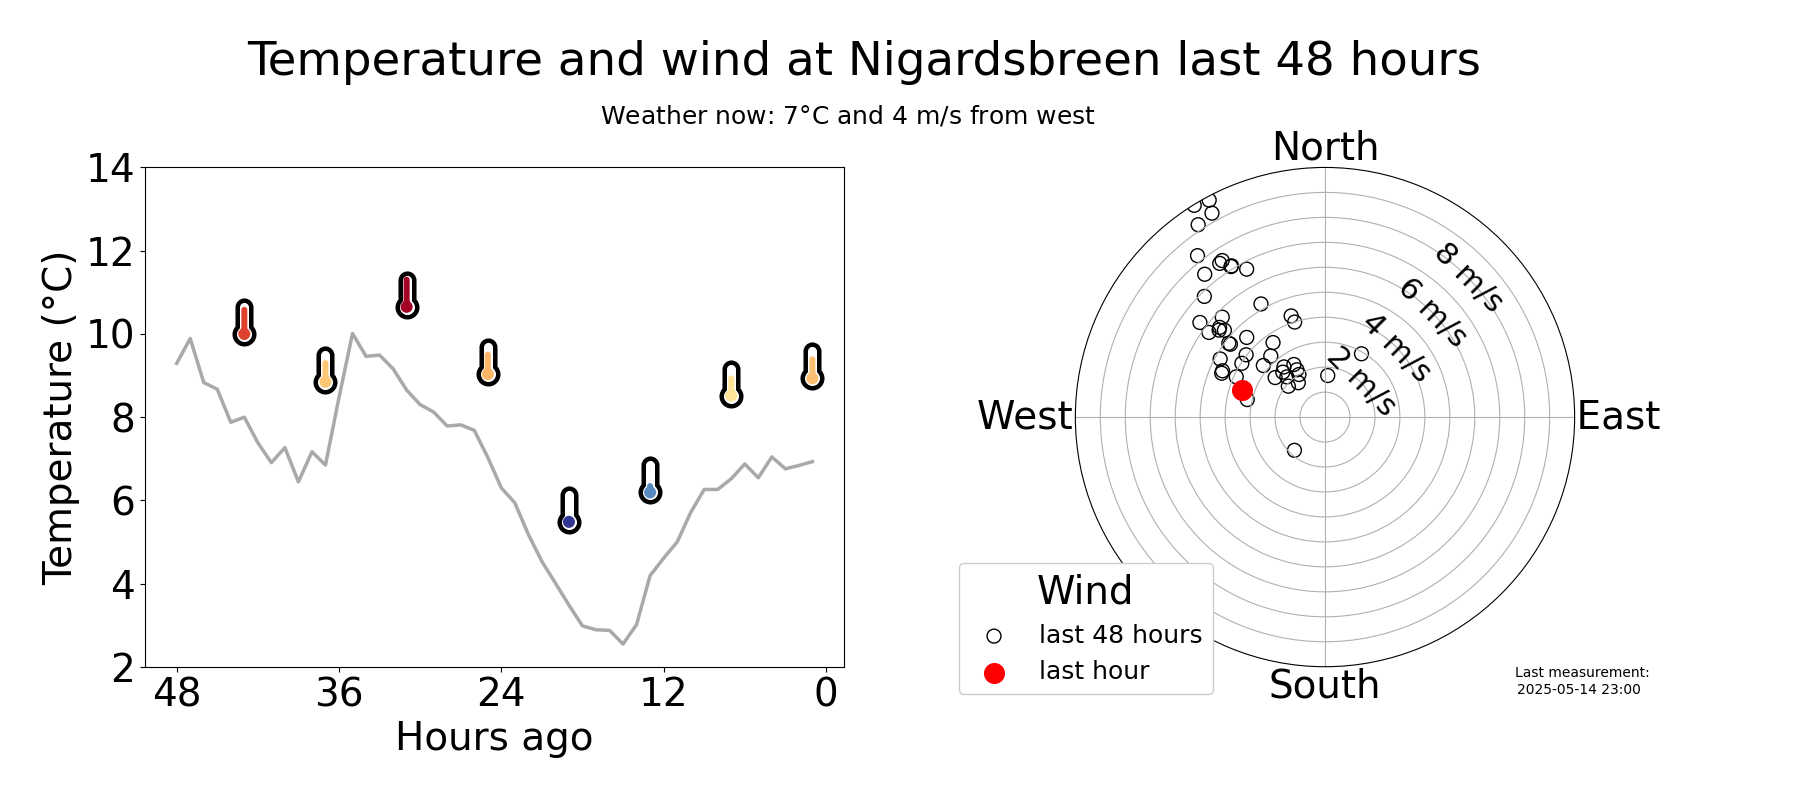 Temperature and wind at Nigardsbreen last 48 hours
Weather now: 7°C and 4 m/s from west
Temperature (°C)
14
12
10
8
6
4
2
48 36 24 12 0
Hours ago
North
West
East
South
8 m/s
6 m/s
4 m/s
2 m/s
Wind
last 48 hours
last hour
Last measurement:
2025-05-14 23:00